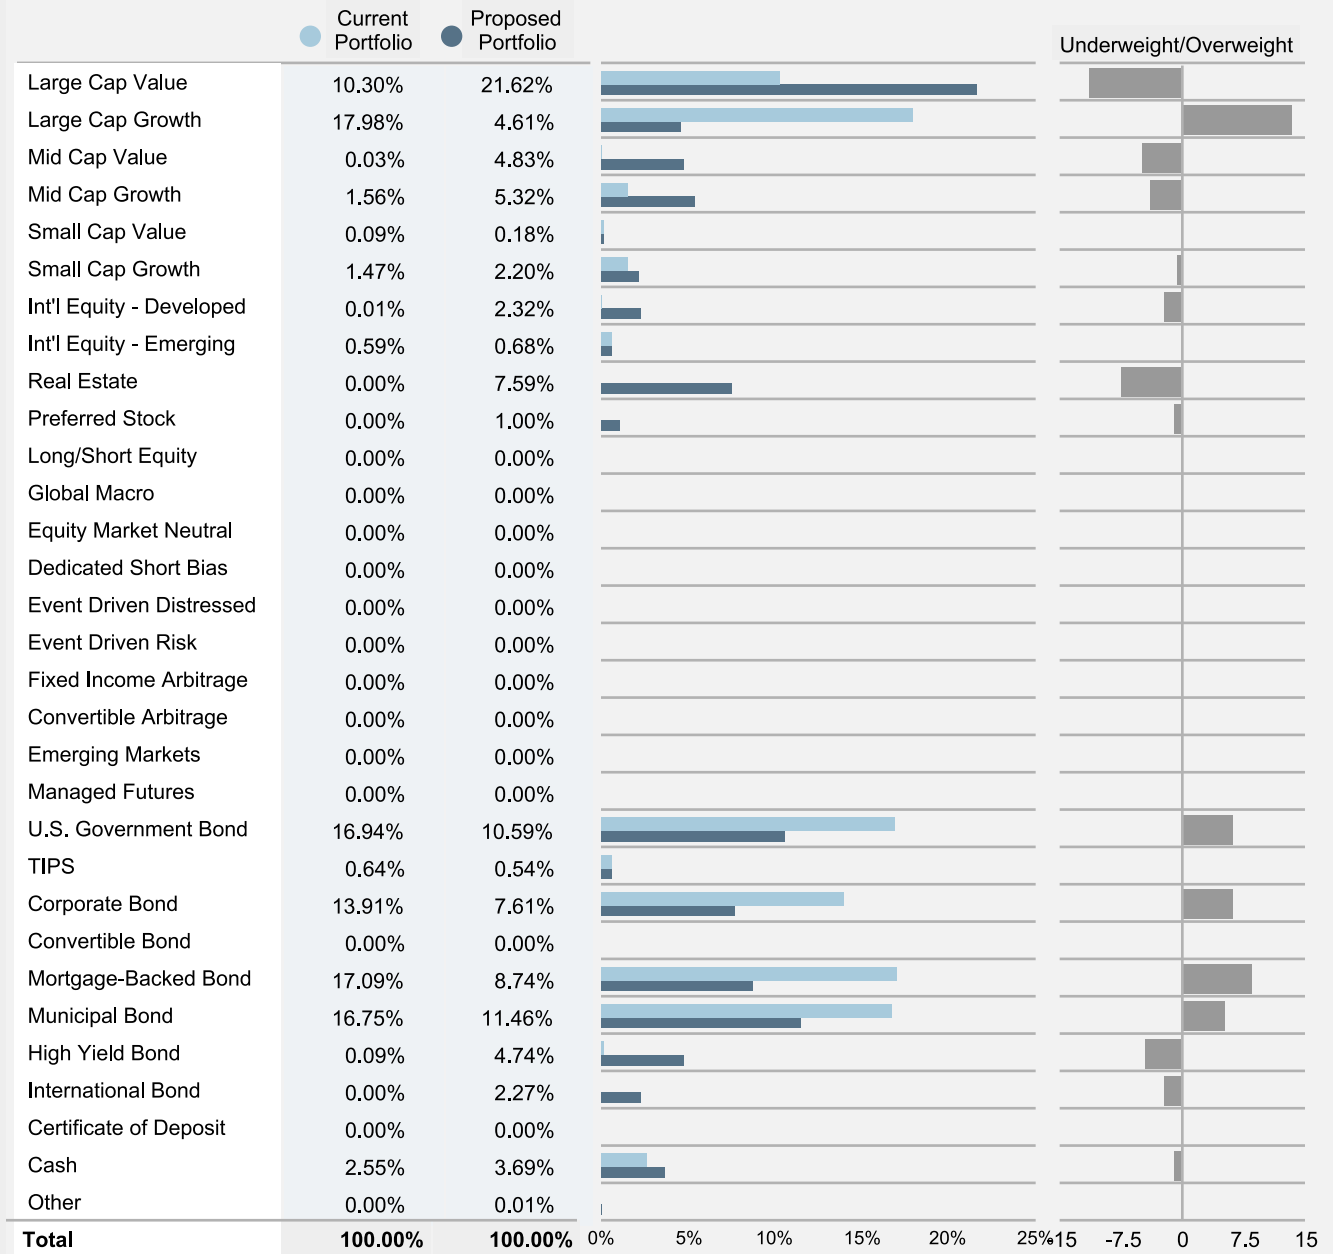 Current Portfolio
Proposed Portfolio
Underweight/Overweight
Large Cap Value 10.30% 21.62%
Large Cap Growth 17.98% 4.61%
Mid Cap Value 0.03% 4.83%
Mid Cap Growth 1.56% 5.32%
Small Cap Value 0.09% 0.18%
Small Cap Growth 1.47% 2.20%
Int'l Equity - Developed 0.01% 2.32%
Int'l Equity - Emerging 0.59% 0.68%
Real Estate 0.00% 7.59%
Preferred Stock 0.00% 1.00%
Long/Short Equity 0.00% 0.00%
Global Macro 0.00% 0.00%
Equity Market Neutral 0.00% 0.00%
Dedicated Short Bias 0.00% 0.00%
Event Driven Distressed 0.00% 0.00%
Event Driven Risk 0.00% 0.00%
Fixed Income Arbitrage 0.00% 0.00%
Convertible Arbitrage 0.00% 0.00%
Emerging Markets 0.00% 0.00%
Managed Futures 0.00% 0.00%
U.S. Government Bond 16.94% 10.59%
TIPS 0.64% 0.54%
Corporate Bond 13.91% 7.61%
Convertible Bond 0.00% 0.00%
Mortgage-Backed Bond 17.09% 8.74%
Municipal Bond 16.75% 11.46%
High Yield Bond 0.09% 4.74%
International Bond 0.00% 2.27%
Certificate of Deposit 0.00% 0.00%
Cash 2.55% 3.69%
Other 0.00% 0.01%
Total 100.00% 100.00% 0% 5% 10% 15% 20% 25% -15 -7.5 0 7.5 15